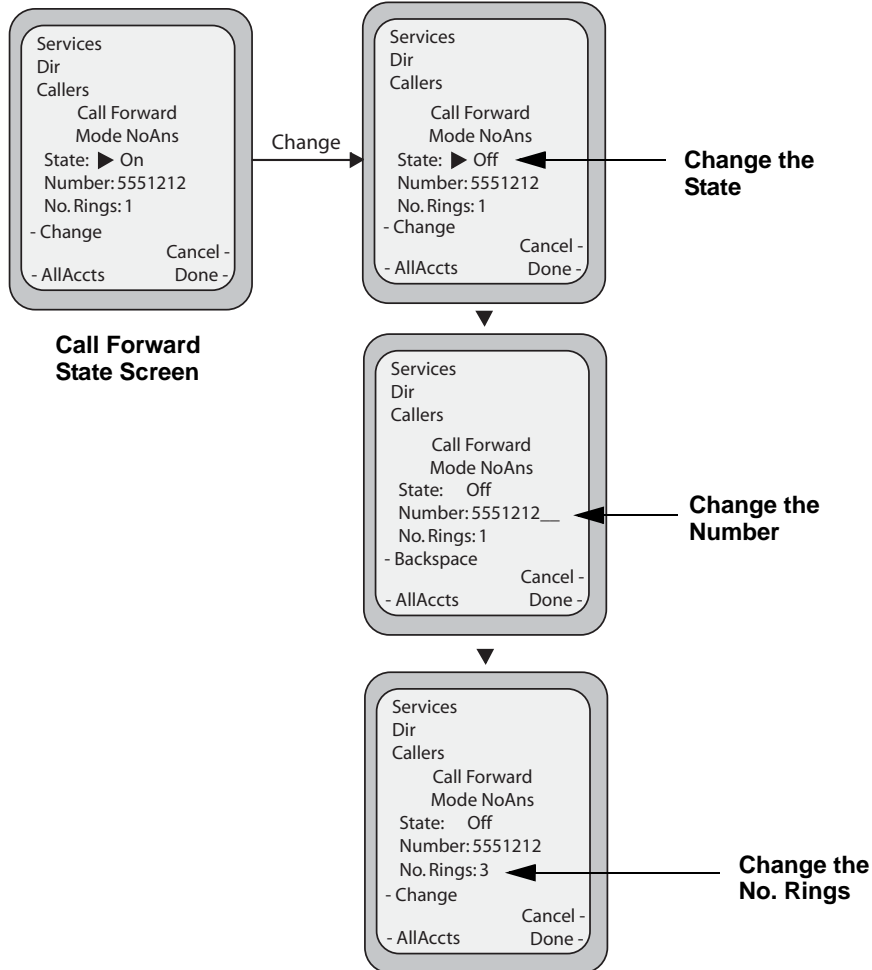 Services
Dir
Callers
Call Forward
Mode NoAns
State: ▶ On
Number: 5551212
No. Rings: 1
- Change
Cancel -
- AllAccts Done -
Call Forward
State Screen
Change
Services
Dir
Callers
Call Forward
Mode NoAns
State: ▶ Off
Number: 5551212
No. Rings: 1
- Change
Cancel -
- AllAccts Done -
Change the
State
Services
Dir
Callers
Call Forward
Mode NoAns
State: Off
Number: 5551212__
No. Rings: 1
- Backspace
Cancel -
- AllAccts Done -
Change the
Number
Services
Dir
Callers
Call Forward
Mode NoAns
State: Off
Number: 5551212
No. Rings: 3
- Change
Cancel -
- AllAccts Done -
Change the
No. Rings